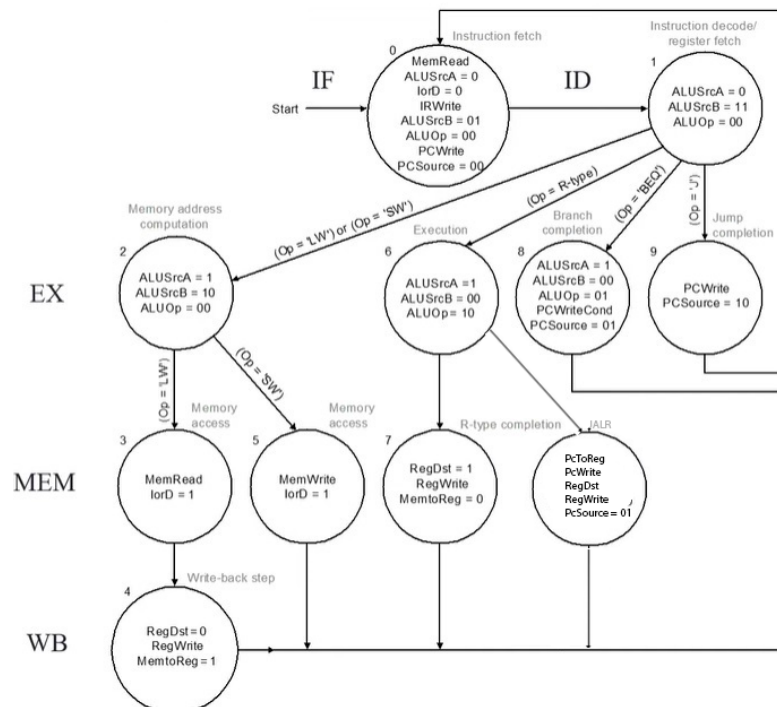 Instruction fetch
Instruction decode/
register fetch
0
1
IF
ID
Start
MemRead
ALUSrcA = 0
IorD = 0
IRWrite
ALUSrcB = 01
ALUOp = 00
PCWrite
PCSource = 00
ALUSrcA = 0
ALUSrcB = 11
ALUOp = 00
(Op = 'LW') or (Op = 'SW')
(Op = R-type)
(Op = 'BEQ')
(Op = 'J')
Memory address
computation
Execution
Branch
completion
Jump
completion
EX
2
ALUSrcA = 1
ALUSrcB = 10
ALUOp = 00
6
ALUSrcA =1
ALUSrcB = 00
ALUOp = 10
8
ALUSrcA = 1
ALUSrcB = 00
ALUOp = 01
PCWriteCond
PCSource = 01
9
PCWrite
PCSource = 10
(Op = 'LW')
(Op = 'SW')
MEM
3
Memory
access
MemRead
IorD = 1
5
Memory
access
MemWrite
IorD = 1
7
R-type completion
RegDst = 1
RegWrite
MemtoReg = 0
JALR
PcToReg
PcWrite
RegDst
RegWrite
PcSource = 01
WB
4
Write-back step
RegDst = 0
RegWrite
MemtoReg = 1